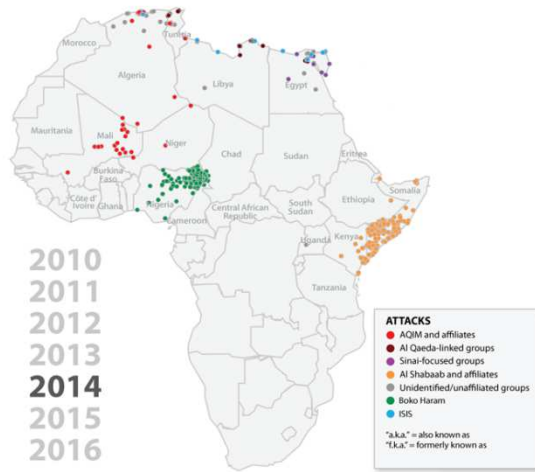 Morocco
Tunisia
Algeria
Libya
Egypt
Mauritania
Mali
Niger
Chad
Sudan
Eritrea
Burkina
Faso
Côte d'
Ivoire
Ghana
Nigeria
Cameroon
Central African
Republic
South
Sudan
Ethiopia
Somalia
Uganda
Kenya
Tanzania
2010
2011
2012
2013
2014
2015
2016
ATTACKS
AQIM and affiliates
Al Qaeda-linked groups
Sinai-focused groups
Al Shabaab and affiliates
Unidentified/unaffiliated groups
Boko Haram
ISIS
"a.k.a." = also known as
"f.k.a." = formerly known as